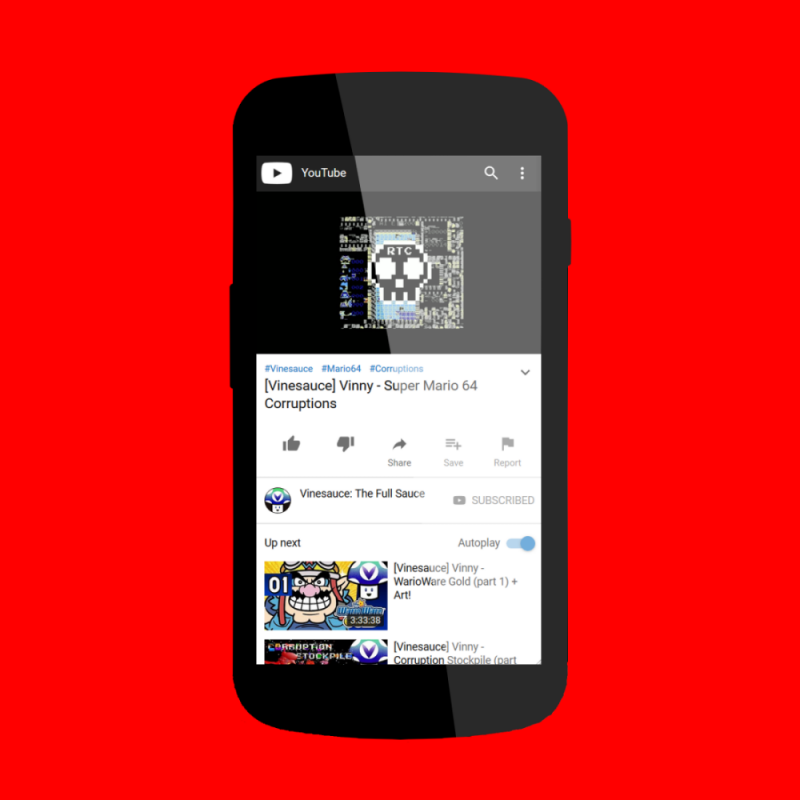 YouTube
RTC
#Vinesauce #Mario64 #Corruptions
[Vinesauce] Vinny - Super Mario 64
Corruptions
Share
Save
Report
Vinesauce: The Full Sauce
SUBSCRIBED
Up next
Autoplay
01
3:33:38
[Vinesauce] Vinny -
WarioWare Gold (part 1) +
Art!
CORRUPTION
STOCKPILE
[Vinesauce] Vinny -
Corruption Stockpile (part